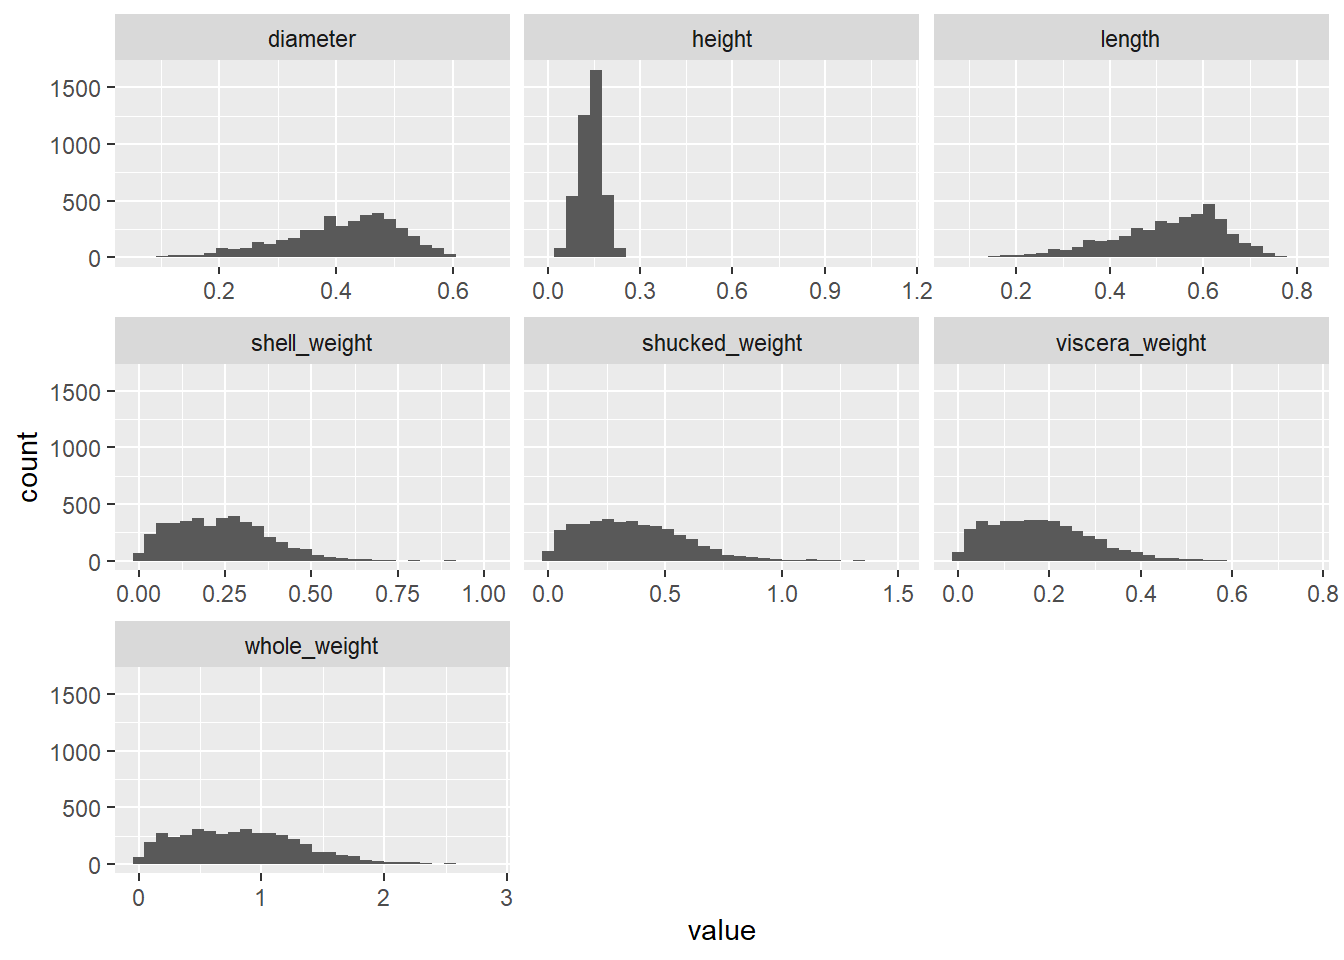 diameter height length
1500
1000
500
0
0.2 0.4 0.6 0.0 0.3 0.6 0.9 1.2 0.2 0.4 0.6 0.8
shell_weight shucked_weight viscera_weight
1500
1000
500
0
0.00 0.25 0.50 0.75 1.00 0.0 0.5 1.0 1.5 0.0 0.2 0.4 0.6 0.8
count
whole_weight
1500
1000
500
0
0 1 2 3
value